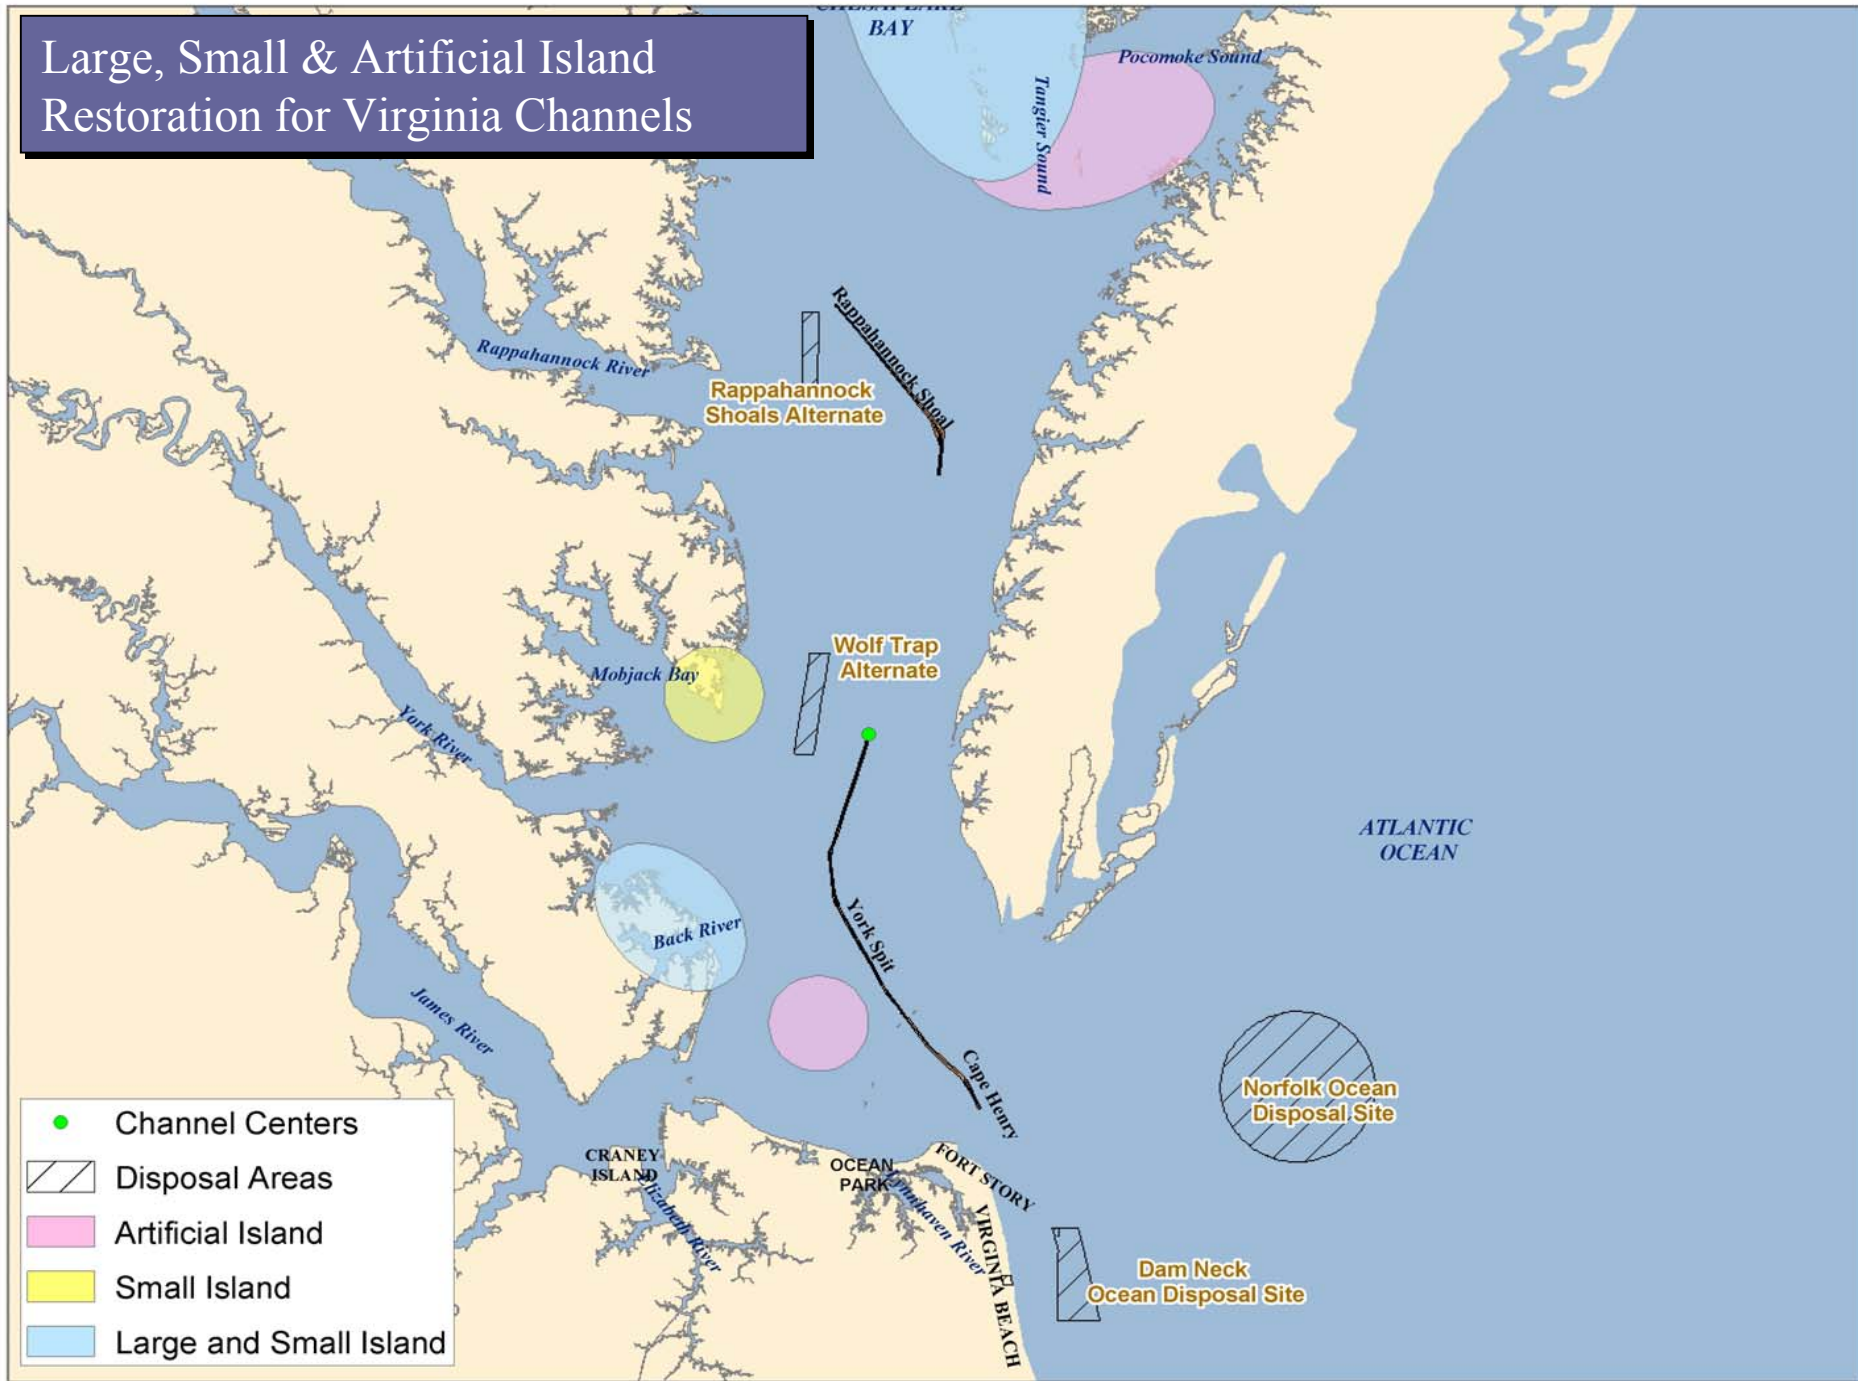 Large, Small & Artificial Island
Restoration for Virginia Channels
CHESAPEAKE
BAY
Pocomoke Sound
Tangier Sound
Rappahannock Shoal
Rappahannock River
Rappahannock
Shoals Alternate
Wolf Trap
Alternate
Mobjack Bay
York River
ATLANTIC
OCEAN
York Spit
Back River
James River
Cape Henry
Norfolk Ocean
Disposal Site
CRANEY
ISLAND
Elizabeth River
OCEAN
PARK
Lynnhaven River
FORT STORY
VIRGINIA BEACH
Dam Neck
Ocean Disposal Site
Channel Centers
Disposal Areas
Artificial Island
Small Island
Large and Small Island